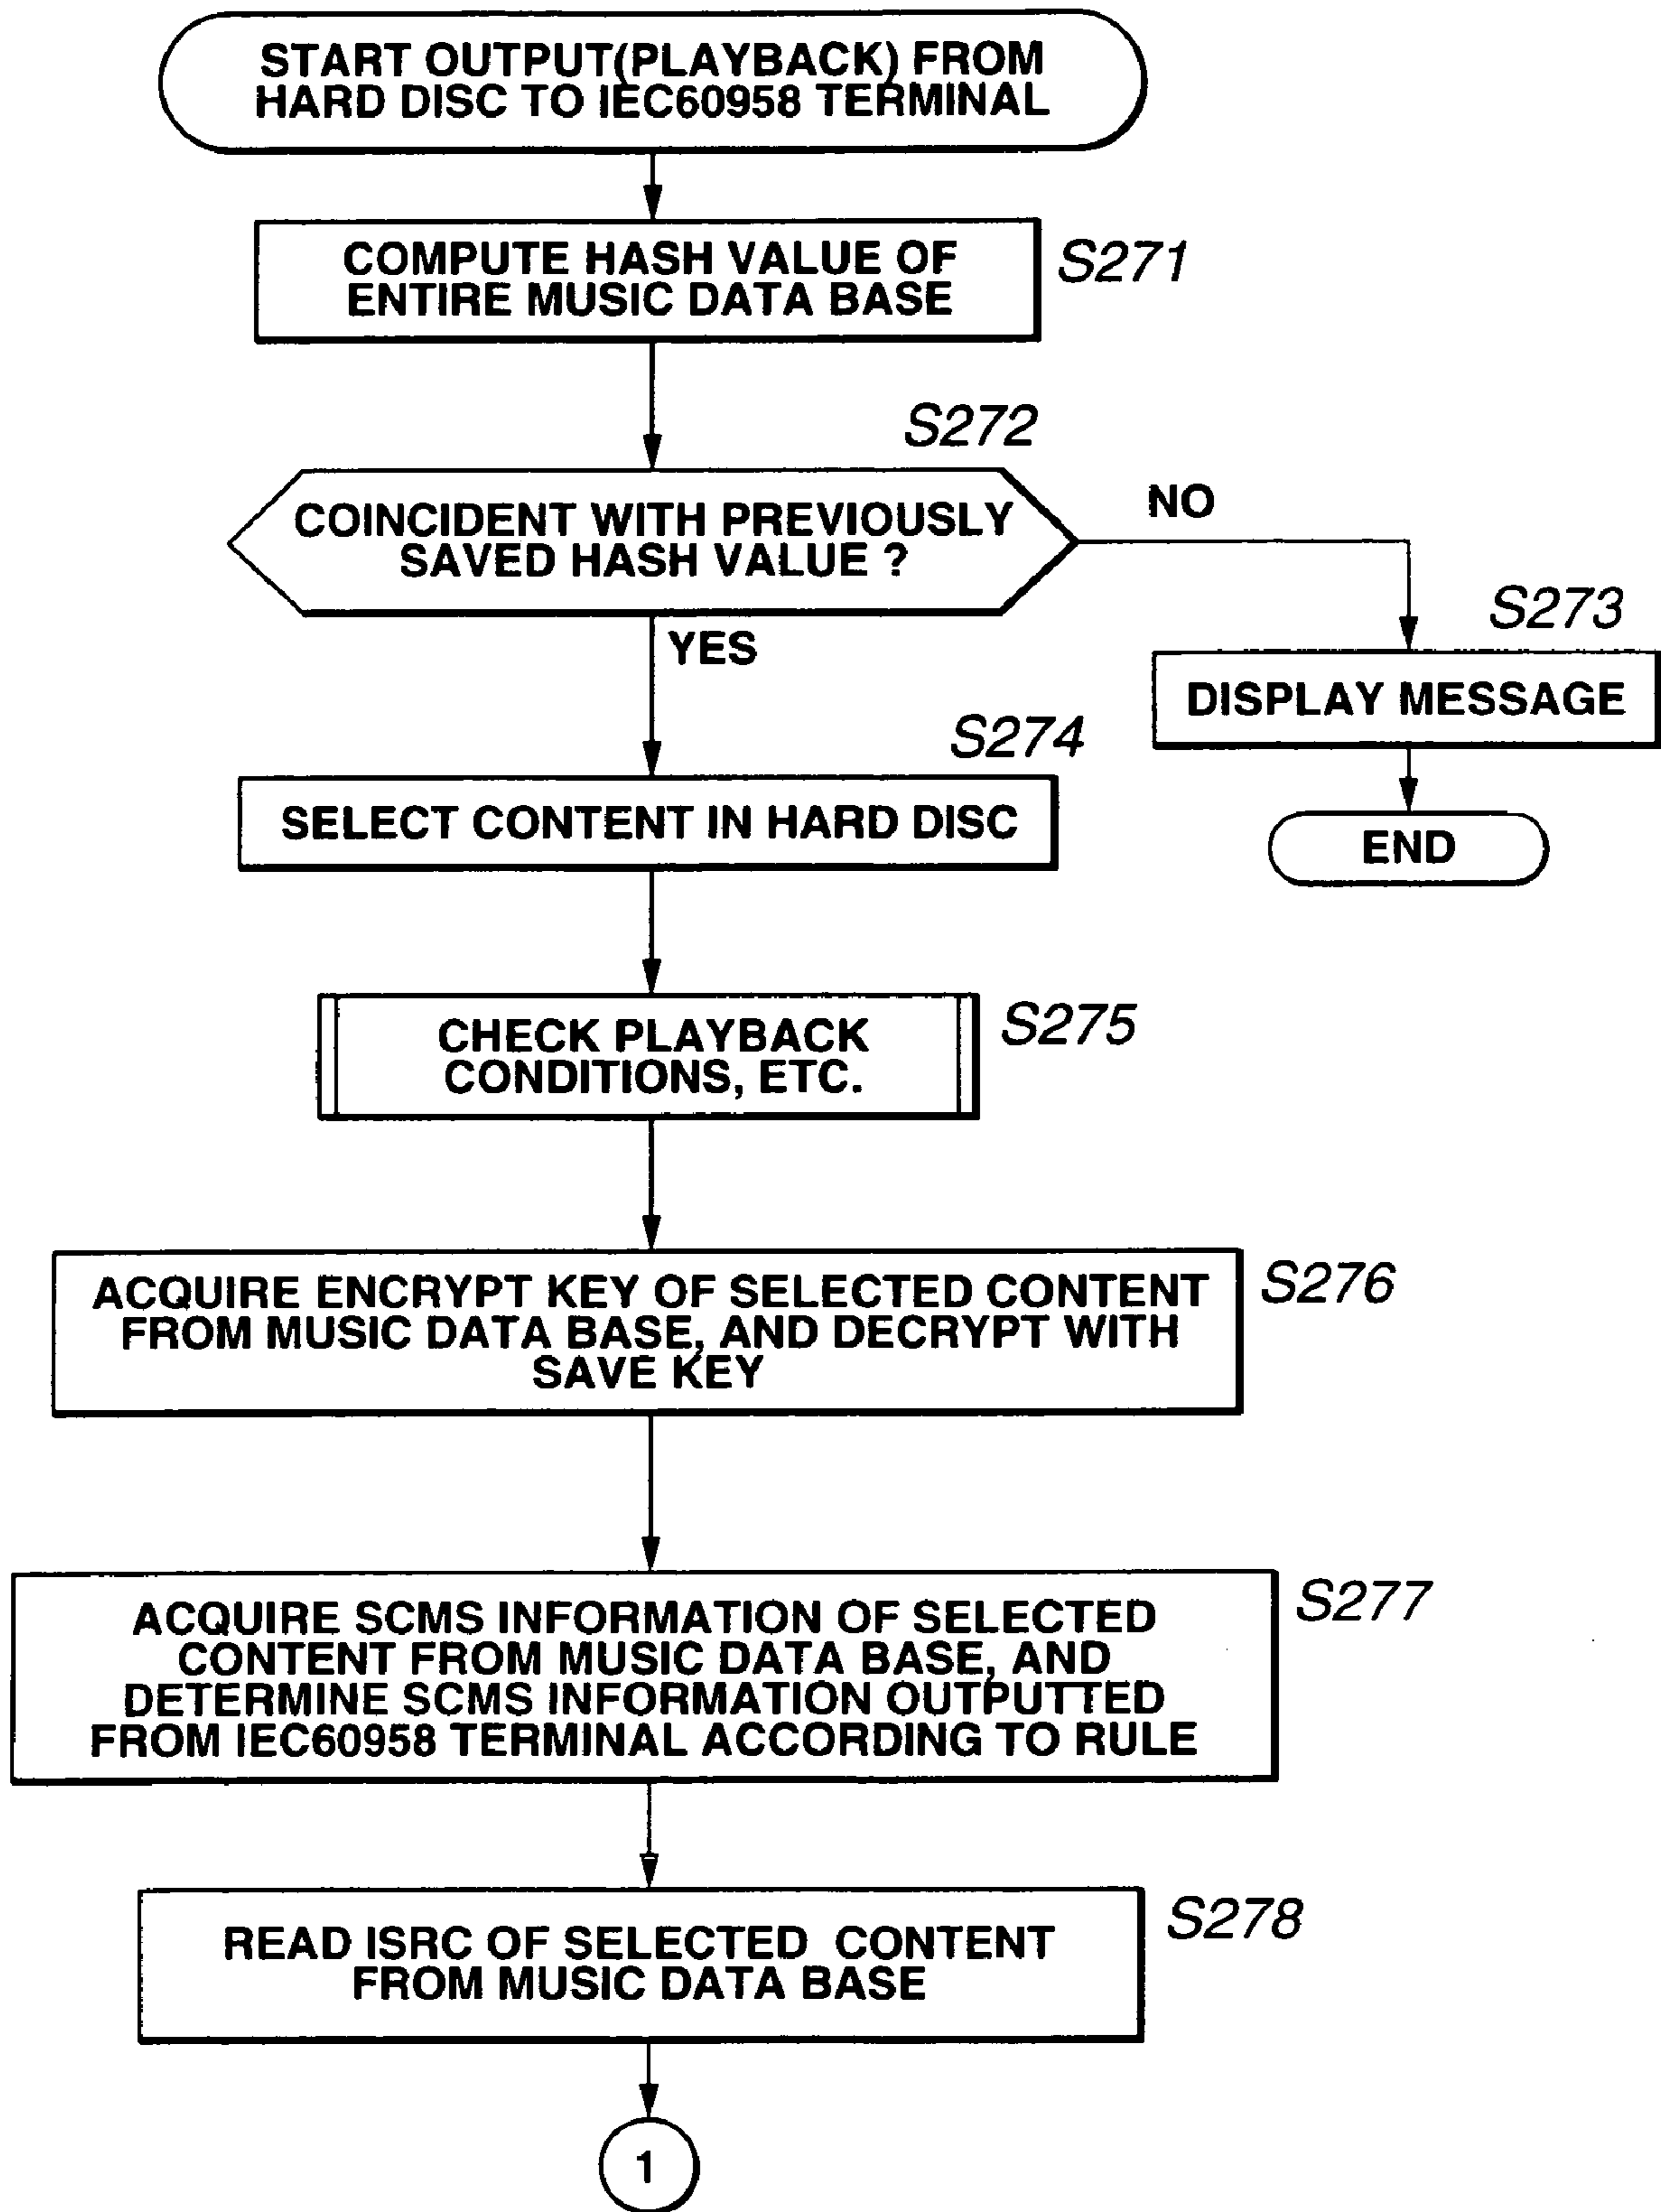 START OUTPUT(PLAYBACK) FROM
HARD DISC TO IEC60958 TERMINAL
COMPUTE HASH VALUE OF
ENTIRE MUSIC DATA BASE
S271
S272
COINCIDENT WITH PREVIOUSLY
SAVED HASH VALUE ?
NO
YES
S273
DISPLAY MESSAGE
END
S274
SELECT CONTENT IN HARD DISC
CHECK PLAYBACK
CONDITIONS, ETC.
S275
ACQUIRE ENCRYPT KEY OF SELECTED CONTENT
FROM MUSIC DATA BASE, AND DECRYPT WITH
SAVE KEY
S276
ACQUIRE SCMS INFORMATION OF SELECTED
CONTENT FROM MUSIC DATA BASE, AND
DETERMINE SCMS INFORMATION OUTPUTTED
FROM IEC60958 TERMINAL ACCORDING TO RULE
S277
READ ISRC OF SELECTED CONTENT
FROM MUSIC DATA BASE
S278
1